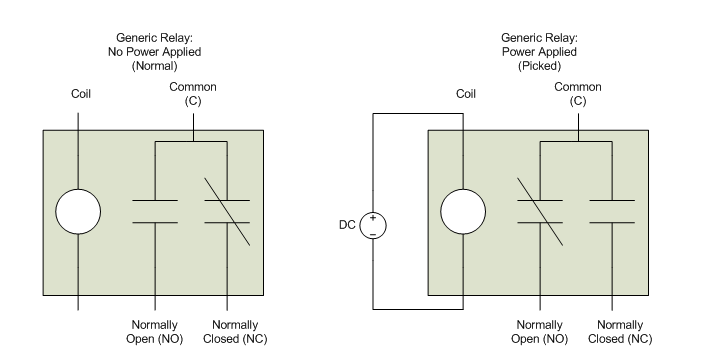 Generic Relay:
No Power Applied
(Normal)
Coil
Common
(C)
Normally
Open (NO)
Normally
Closed (NC)
Generic Relay:
Power Applied
(Picked)
Coil
Common
(C)
DC
+
−
Normally
Open (NO)
Normally
Closed (NC)